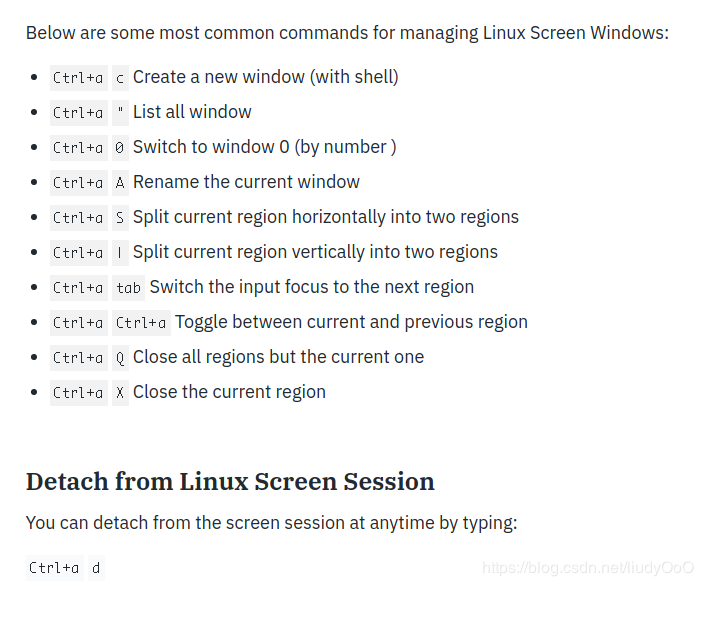 Below are some most common commands for managing Linux Screen Windows:
• Ctrl+a c Create a new window (with shell)
• Ctrl+a " List all window
• Ctrl+a 0 Switch to window 0 (by number )
• Ctrl+a A Rename the current window
• Ctrl+a S Split current region horizontally into two regions
• Ctrl+a | Split current region vertically into two regions
• Ctrl+a tab Switch the input focus to the next region
• Ctrl+a Ctrl+a Toggle between current and previous region
• Ctrl+a Q Close all regions but the current one
• Ctrl+a X Close the current region
Detach from Linux Screen Session
You can detach from the screen session at anytime by typing:
Ctrl+a d
https://blog.csdn.net/liudyOoO